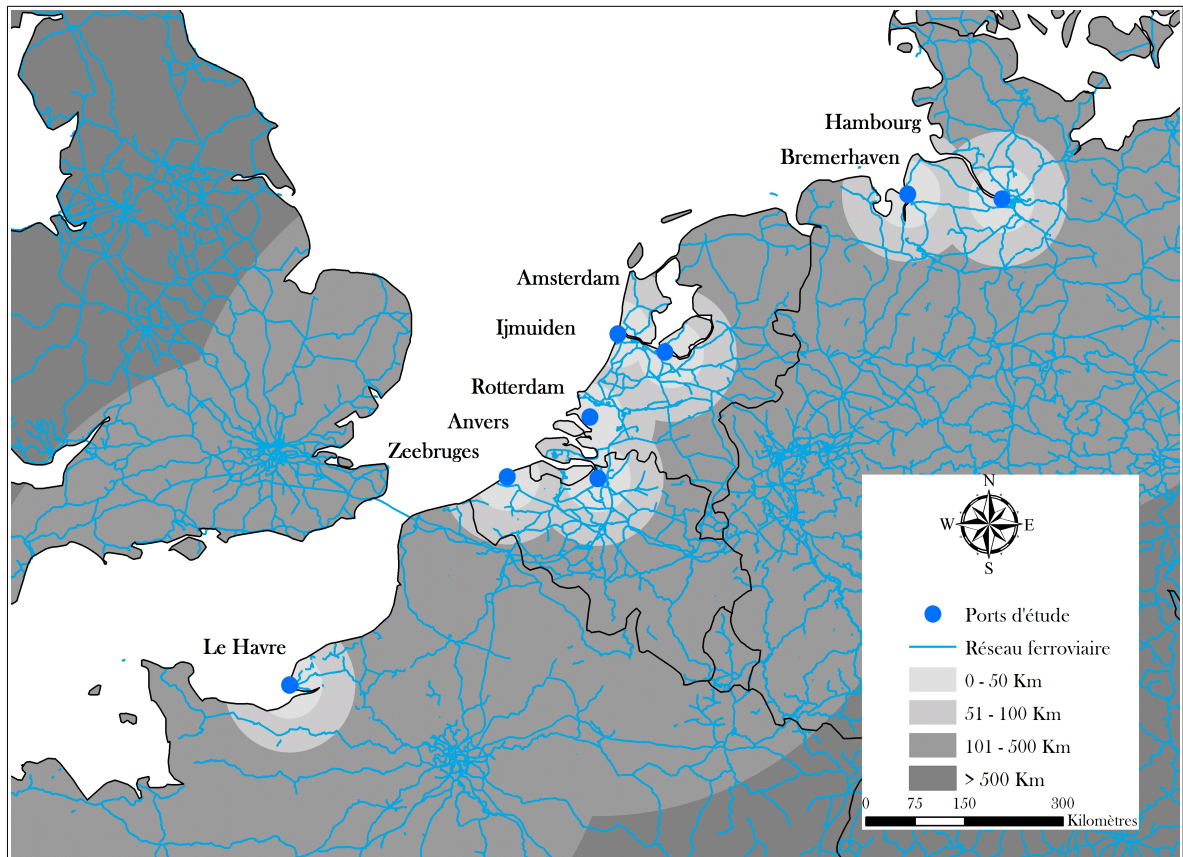 Hambourg
Bremerhaven
Amsterdam
Ijmuiden
Rotterdam
Anvers
Zeebruges
Le Havre
N
W E
S
Ports d'étude
Réseau ferroviaire
0 - 50 Km
51 - 100 Km
101 - 500 Km
> 500 Km
0 75 150 300
Kilomètres